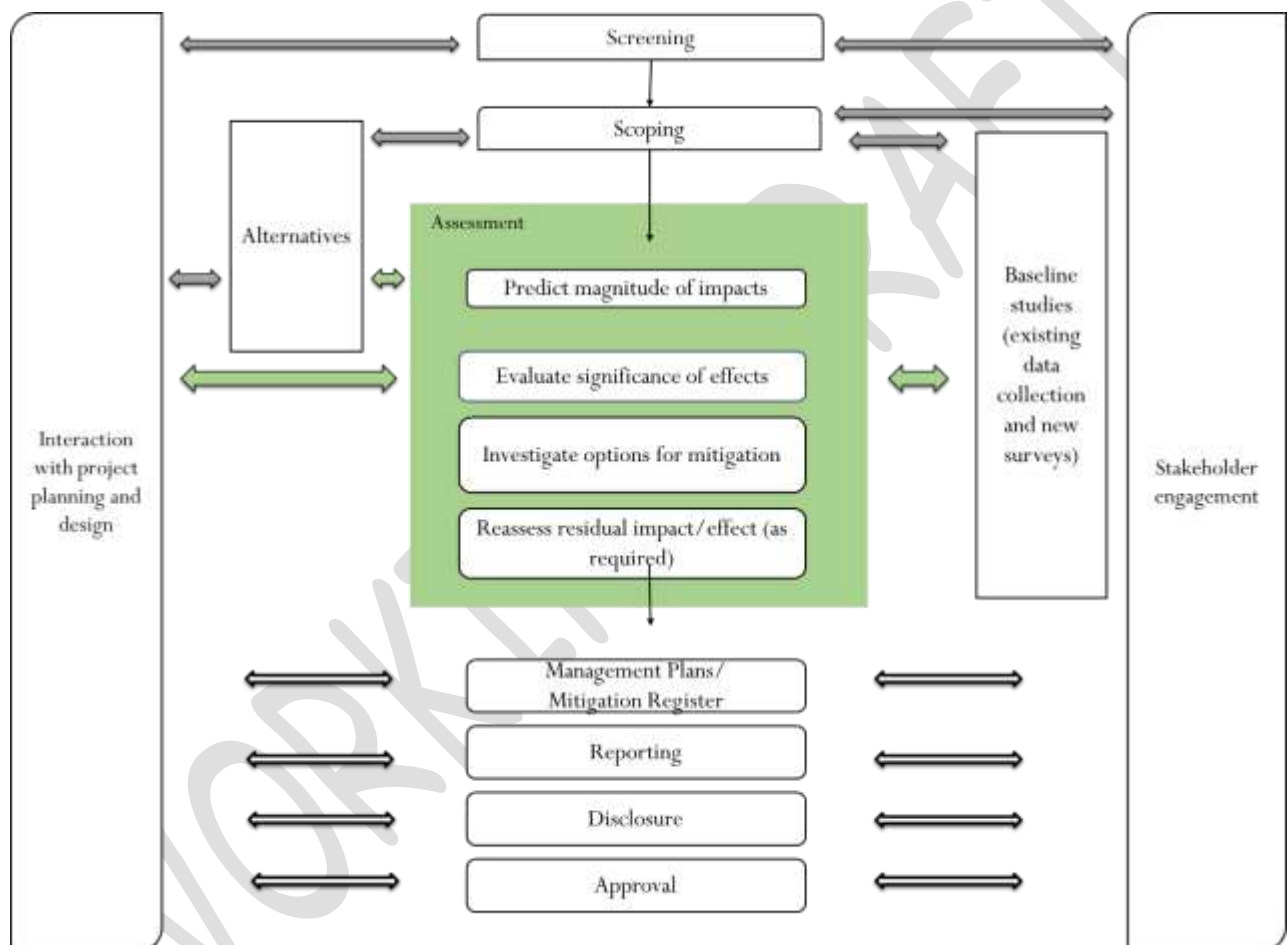 Screening
Scoping
Alternatives
Assessment
Predict magnitude of impacts
Evaluate significance of effects
Investigate options for mitigation
Reassess residual impact/effect (as
required)
Baseline
studies
(existing
data
collection
and new
surveys)
Interaction
with project
planning and
design
Stakeholder
engagement
Management Plans/
Mitigation Register
Reporting
Disclosure
Approval